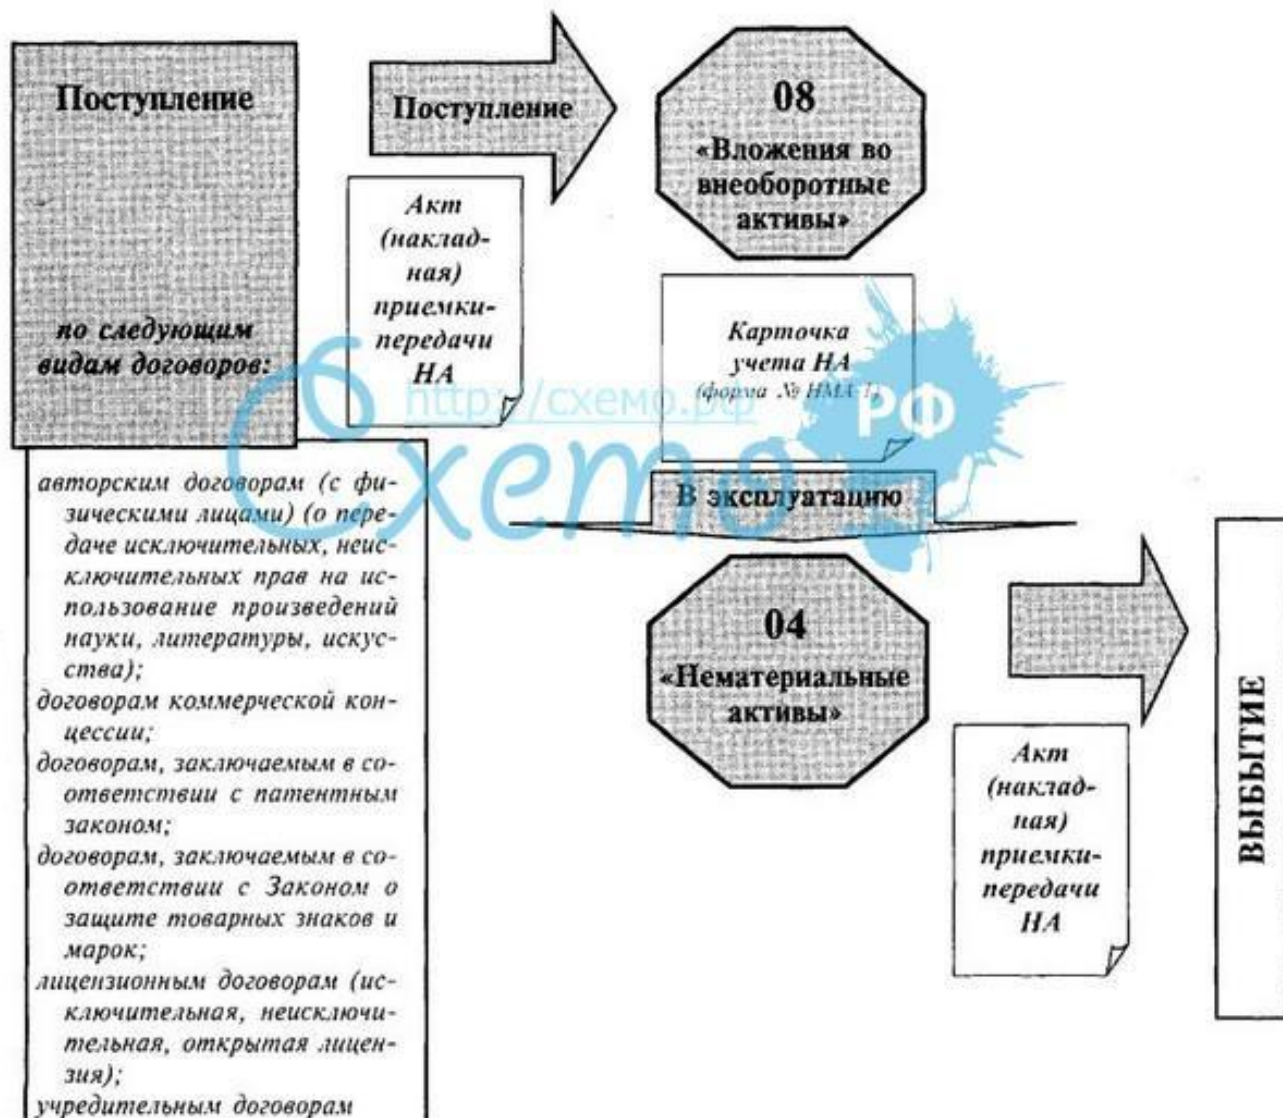 Поступление
по следующим
видам договоров:
авторским договорам (с фи-
зическими лицами) (о пере-
даче исключительных, неис-
ключительных прав на ис-
пользование произведений
науки, литературы, искус-
ства);
договорам коммерческой кон-
цессии;
договорам, заключаемым в со-
ответствии с патентным
законом;
договорам, заключаемым в со-
ответствии с Законом о
защите товарных знаков и
марок;
лицензионным договорам (ис-
ключительная, неисключи-
тельная, открытая лицен-
зия);
учредительным договорам
Поступление
Акт
(наклад-
ная)
приемки-
передачи
НА
08
«Вложения во
внеоборотные
активы»
Карточка
учета НА
(форма № НМА-1)
В эксплуатацию
04
«Нематериальные
активы»
Акт
(наклад-
ная)
приемки-
передачи
НА
ВЫБЫТИЕ
http://схемо.рф
Схемо
РФ